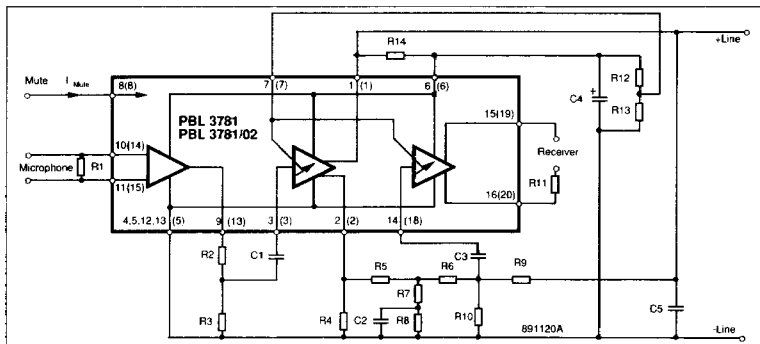 R14
+Line
Mute
I Mute
8(8)
7 (7)
1 (1)
6 (6)
R12
C4
+
R13
PBL 3781
PBL 3781/02
15(19)
10(14)
Microphone
R1
Receiver
11(15)
R11
16(20)
4,5,12,13 (5)
9 (13)
3 (3)
2 (2)
14 (18)
R2
C1
C3
R5
R6
R9
R7
R3
R4
C2
R8
R10
C5
891120A
-Line